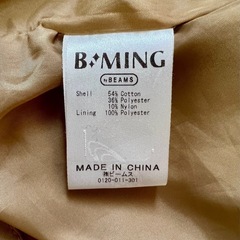 B♦MING
by BEAMS
Shell 54% Cotton
36% Polyester
10% Nylon
Lining 100% Polyester
MADE IN CHINA
㈱ビームス
0120-011-301